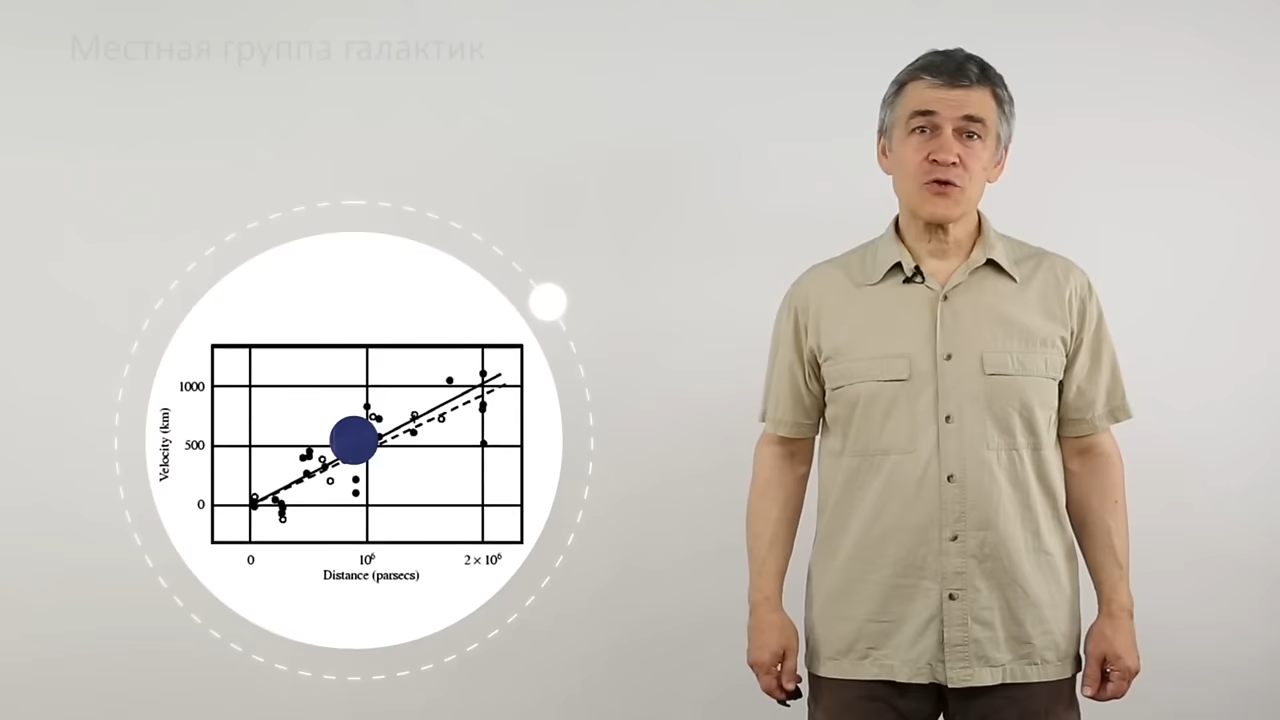 Местная группа галактик
1000
500
0
Velocity (km)
0
10⁶
2 × 10⁶
Distance (parsecs)